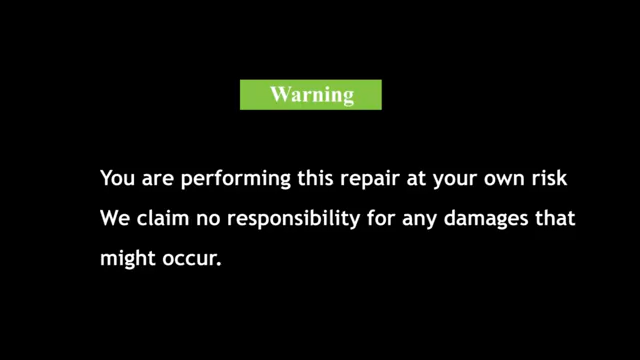 Warning
You are performing this repair at your own risk
We claim no responsibility for any damages that
might occur.